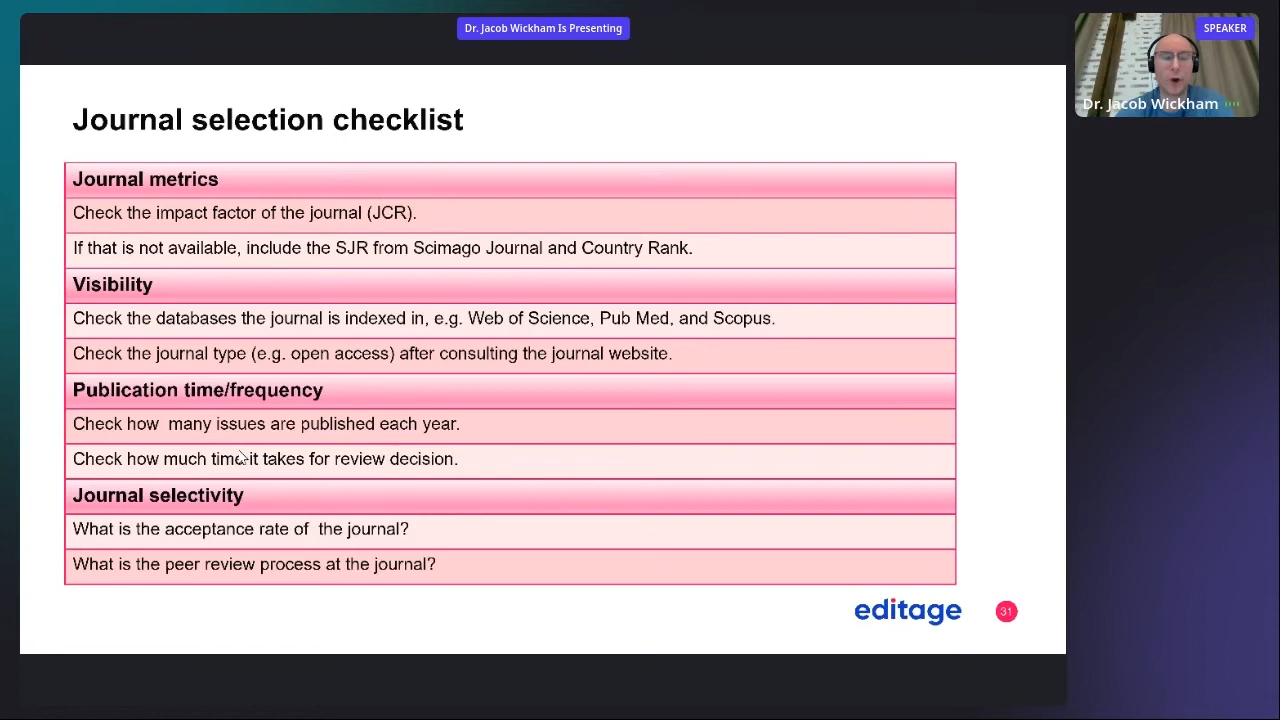 Dr. Jacob Wickham Is Presenting
SPEAKER
Dr. Jacob Wickham
Journal selection checklist
Journal metrics
Check the impact factor of the journal (JCR).
If that is not available, include the SJR from Scimago Journal and Country Rank.
Visibility
Check the databases the journal is indexed in, e.g. Web of Science, Pub Med, and Scopus.
Check the journal type (e.g. open access) after consulting the journal website.
Publication time/frequency
Check how  many issues are published each year.
Check how much time it takes for review decision.
Journal selectivity
What is the acceptance rate of  the journal?
What is the peer review process at the journal?
editage
31